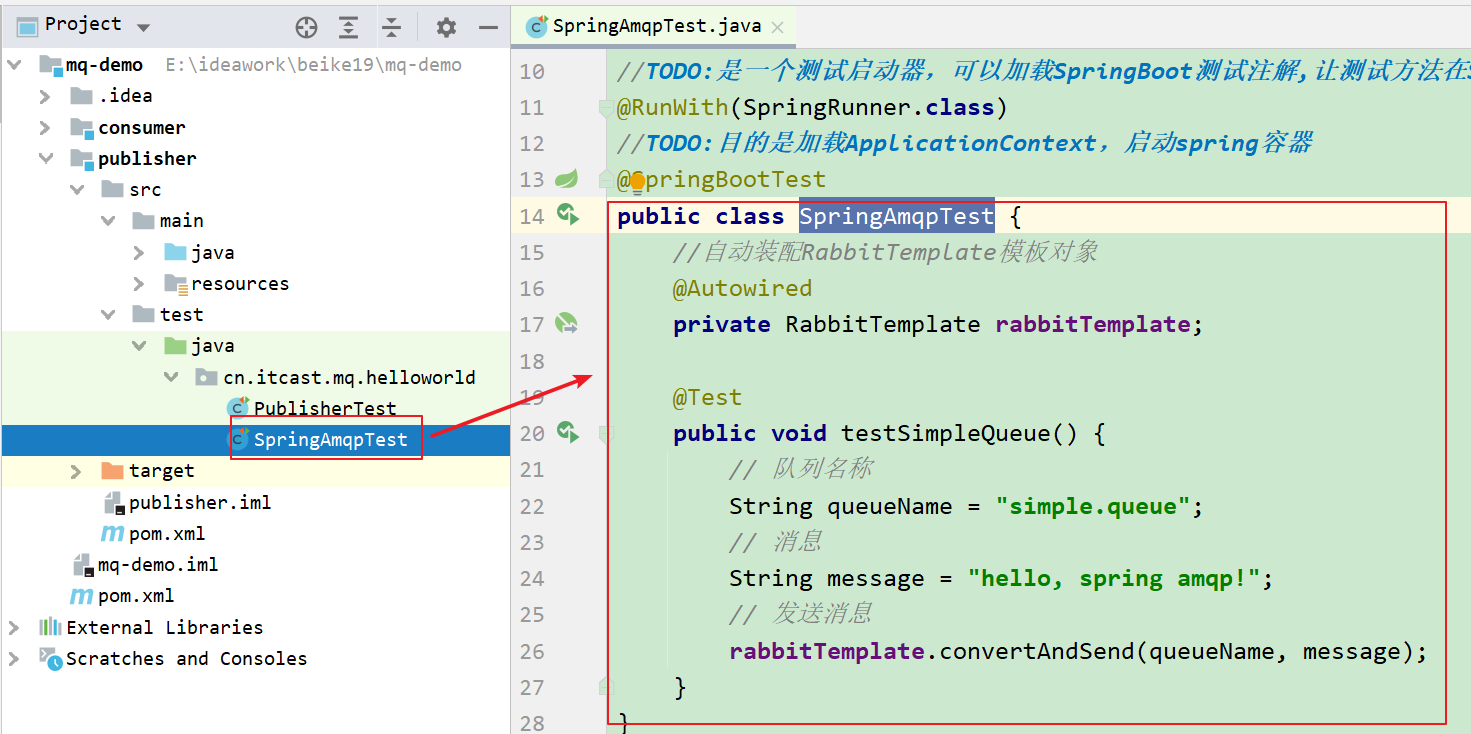 Project
mq-demo E:\ideawork\beike19\mq-demo
.idea
consumer
publisher
src
main
java
resources
test
java
cn.itcast.mq.helloworld
PublisherTest
SpringAmqpTest
target
publisher.iml
pom.xml
mq-demo.iml
pom.xml
External Libraries
Scratches and Consoles
SpringAmqpTest.java
10 //TODO:是一个测试启动器，可以加载SpringBoot测试注解,让测试方法在
11 @RunWith(SpringRunner.class)
12 //TODO:目的是加载ApplicationContext，启动spring容器
13 @SpringBootTest
14 public class SpringAmqpTest {
15 //自动装配RabbitTemplate模板对象
16 @Autowired
17 private RabbitTemplate rabbitTemplate;
18
19 @Test
20 public void testSimpleQueue() {
21 // 队列名称
22 String queueName = "simple.queue";
23 // 消息
24 String message = "hello, spring amqp!";
25 // 发送消息
26 rabbitTemplate.convertAndSend(queueName, message);
27 }
28 }